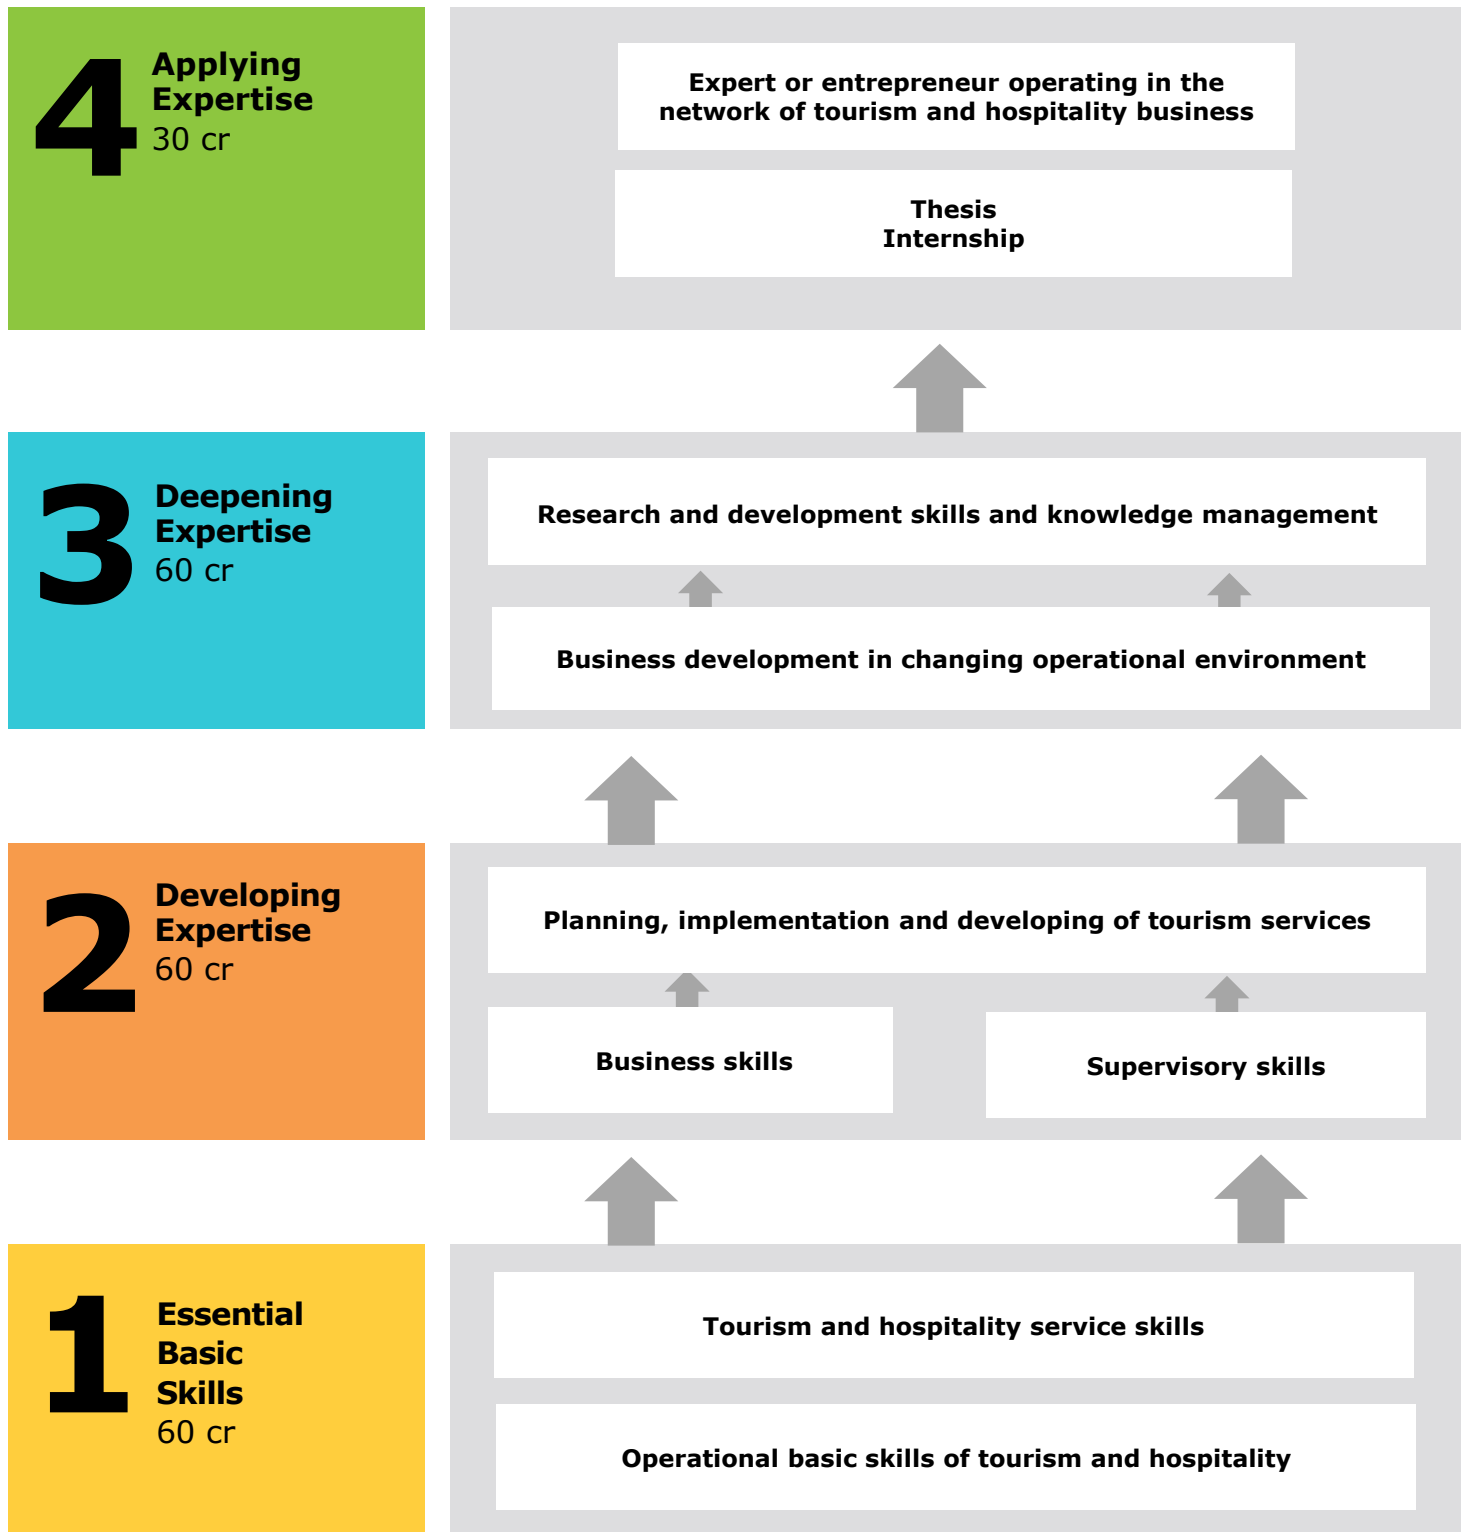 4
Applying
Expertise
30 cr
Expert or entrepreneur operating in the
network of tourism and hospitality business
Thesis
Internship
3
Deepening
Expertise
60 cr
Research and development skills and knowledge management
Business development in changing operational environment
2
Developing
Expertise
60 cr
Planning, implementation and developing of tourism services
Business skills
Supervisory skills
1
Essential
Basic
Skills
60 cr
Tourism and hospitality service skills
Operational basic skills of tourism and hospitality